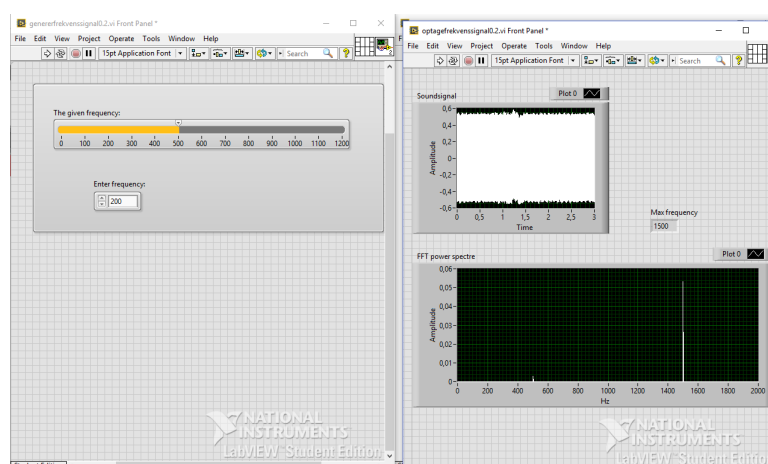 genererfrekvenssignal0.2.vi Front Panel *
File Edit View Project Operate Tools Window Help
15pt Application Font
Search
The given frequency:
0 100 200 300 400 500 600 700 800 900 1000 1100 1200
Enter frequency:
200
NATIONAL
INSTRUMENTS
LabVIEW Student Edition
optagefrekvenssignal0.2.vi Front Panel *
File Edit View Project Operate Tools Window Help
15pt Application Font
Search
2
Soundsignal
Plot 0
0,6
0,4
0,2
0
-0,2
-0,4
-0,6
Amplitude
0 0,5 1 1,5 2 2,5 3
Time
Max frequency
1500
FFT power spectre
Plot 0
0,06
0,05
0,04
0,03
0,02
0,01
0
Amplitude
0 200 400 600 800 1000 1200 1400 1600 1800 2000
Hz
NATIONAL
INSTRUMENTS
LabVIEW Student Edition